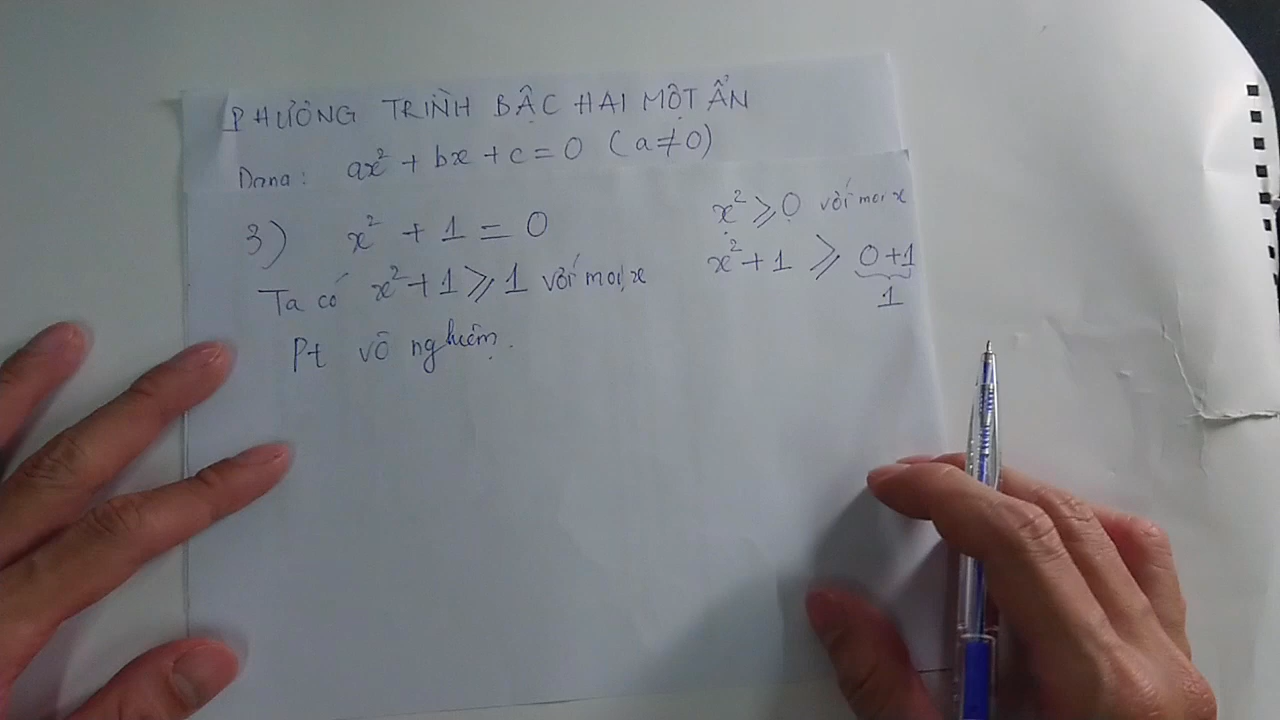 PHƯƠNG TRÌNH BẬC HAI MỘT ẨN
Dạng: ax² + bx + c = 0 (a ≠ 0)
3) x² + 1 = 0
Ta có x² + 1 ⩾ 1 với mọi x
Pt vô nghiệm.
x² ⩾ 0 với mọi x
x² + 1 ⩾ 0 + 1
1